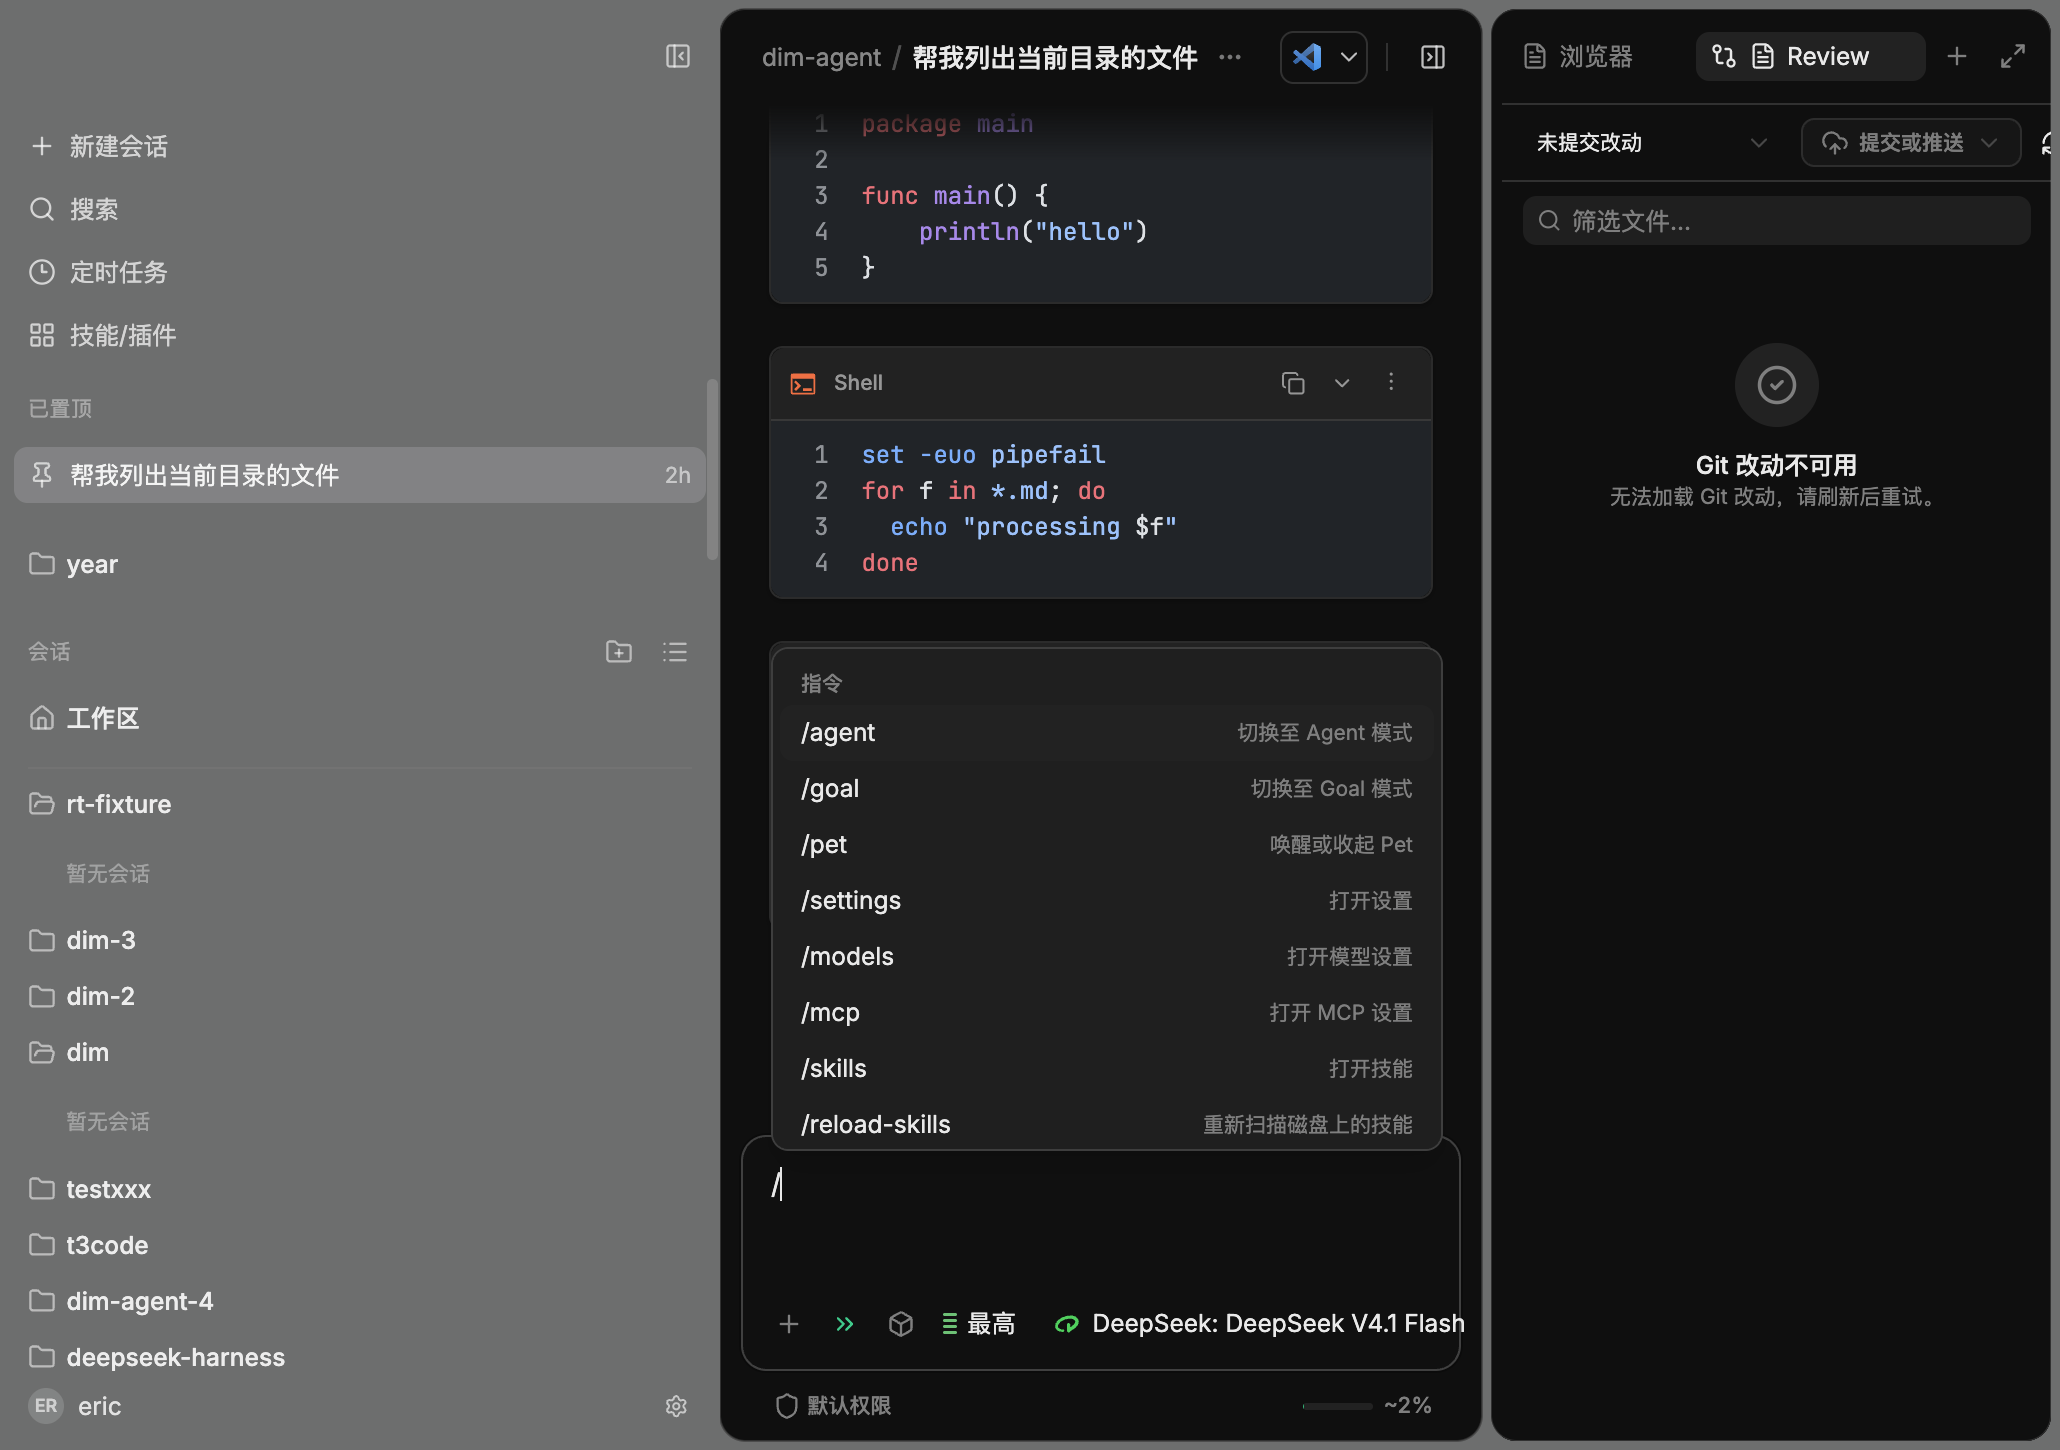 新建会话
搜索
定时任务
技能/插件
已置顶
帮我列出当前目录的文件 2h
year
会话
工作区
rt-fixture
暂无会话
dim-3
dim-2
dim
暂无会话
testxxx
t3code
dim-agent-4
deepseek-harness
ER eric
dim-agent / 帮我列出当前目录的文件 ···
1 package main
2
3 func main() {
4     println("hello")
5 }
Shell
1 set -euo pipefail
2 for f in *.md; do
3   echo "processing $f"
4 done
指令
/agent 切换至 Agent 模式
/goal 切换至 Goal 模式
/pet 唤醒或收起 Pet
/settings 打开设置
/models 打开模型设置
/mcp 打开 MCP 设置
/skills 打开技能
/reload-skills 重新扫描磁盘上的技能
/
最高 DeepSeek: DeepSeek V4.1 Flash
默认权限 ~2%
浏览器 Review
未提交改动 提交或推送
筛选文件...
Git 改动不可用
无法加载 Git 改动，请刷新后重试。